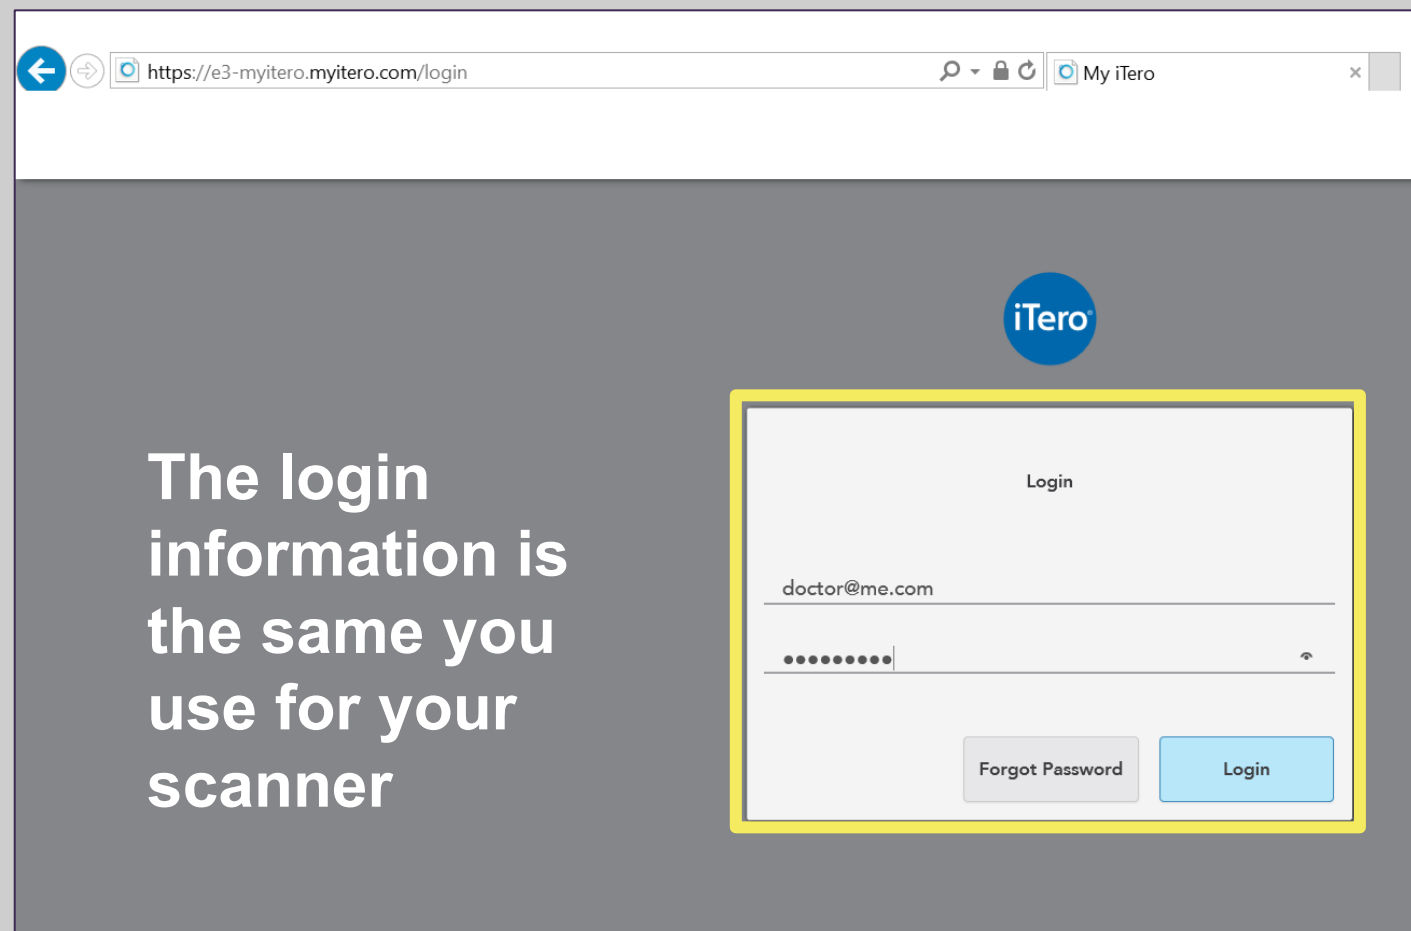 https://e3-myitero.myitero.com/login
My iTero
iTero
The login
information is
the same you
use for your
scanner
Login
doctor@me.com
•••••••••
Forgot Password
Login